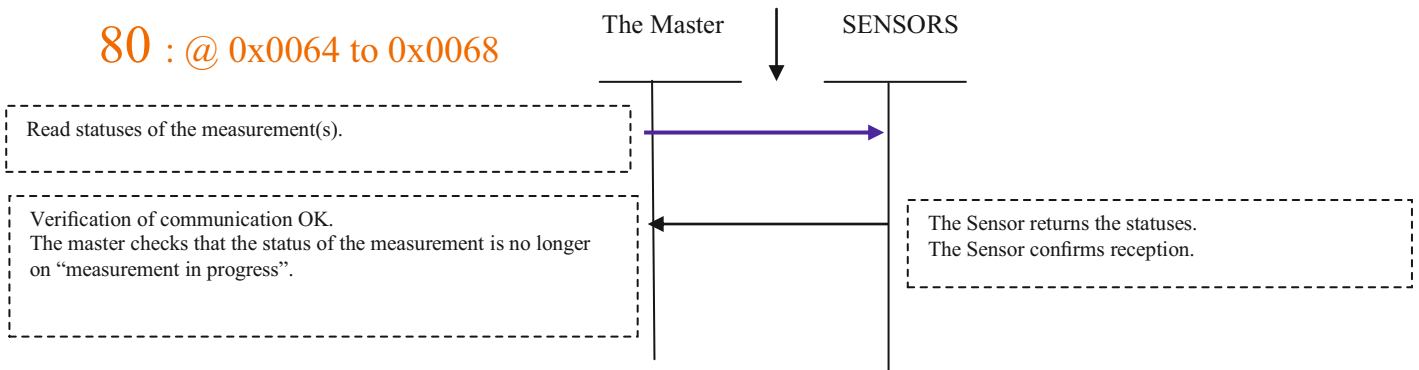 The Master
SENSORS
80 : @ 0x0064 to 0x0068
Read statuses of the measurement(s).
Verification of communication OK.
The master checks that the status of the measurement is no longer
on “measurement in progress”.
The Sensor returns the statuses.
The Sensor confirms reception.